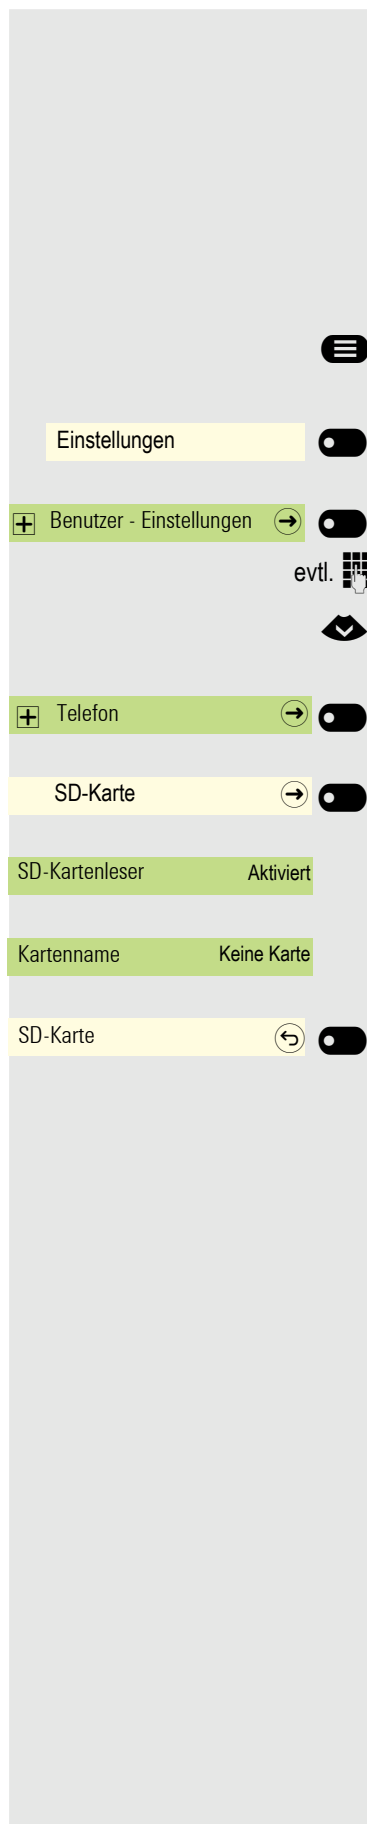 Einstellungen
Benutzer - Einstellungen
evtl.
Telefon
SD-Karte
SD-Kartenleser Aktiviert
Kartenname Keine Karte
SD-Karte